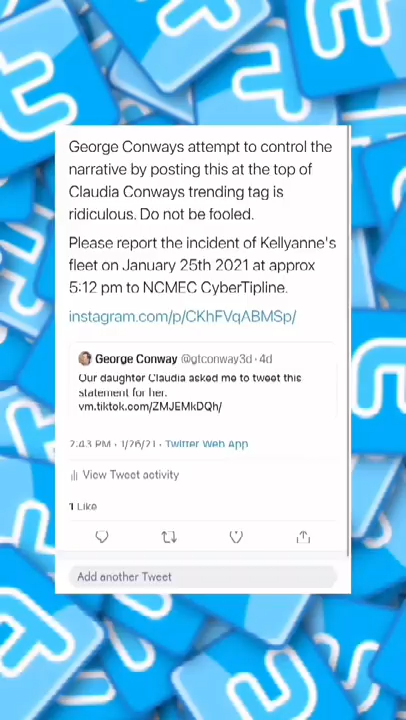 George Conways attempt to control the
narrative by posting this at the top of
Claudia Conways trending tag is
ridiculous. Do not be fooled.
Please report the incident of Kellyanne's
fleet on January 25th 2021 at approx
5:12 pm to NCMEC CyberTipline.
instagram.com/p/CKhFVqABMSp/
George Conway @gtconway3d · 4d
Our daughter Claudia asked me to tweet this
statement for her.
vm.tiktok.com/ZMJEMkDQh/
2:43 PM · 1/26/21 · Twitter Web App
View Tweet activity
1 Like
Add another Tweet